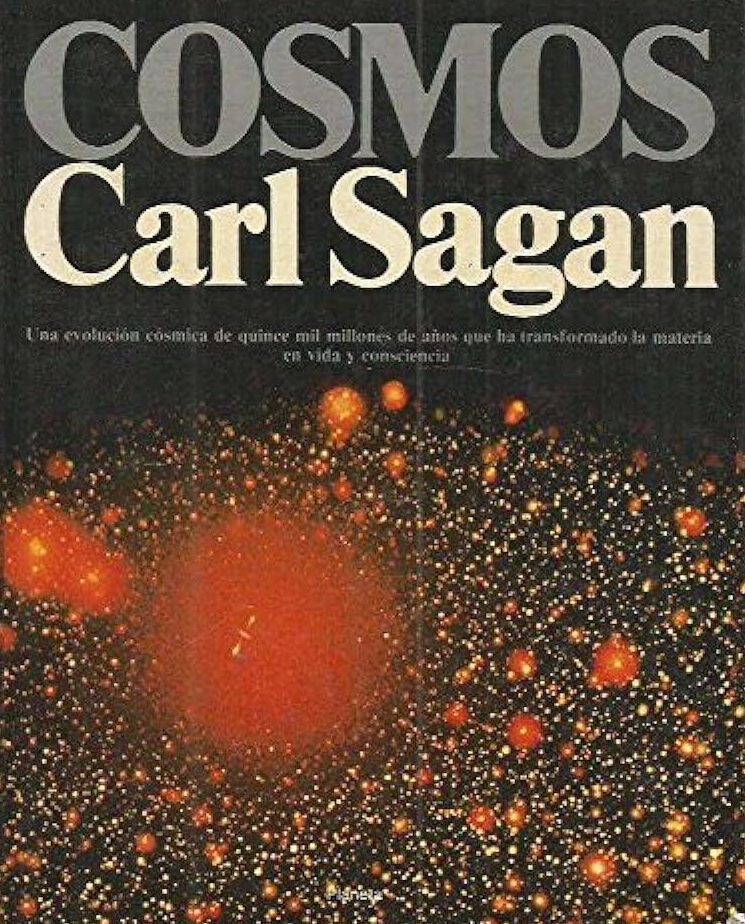 COSMOS
Carl Sagan
Una evolución cósmica de quince mil millones de años que ha transformado la materia
en vida y consciencia
Planeta